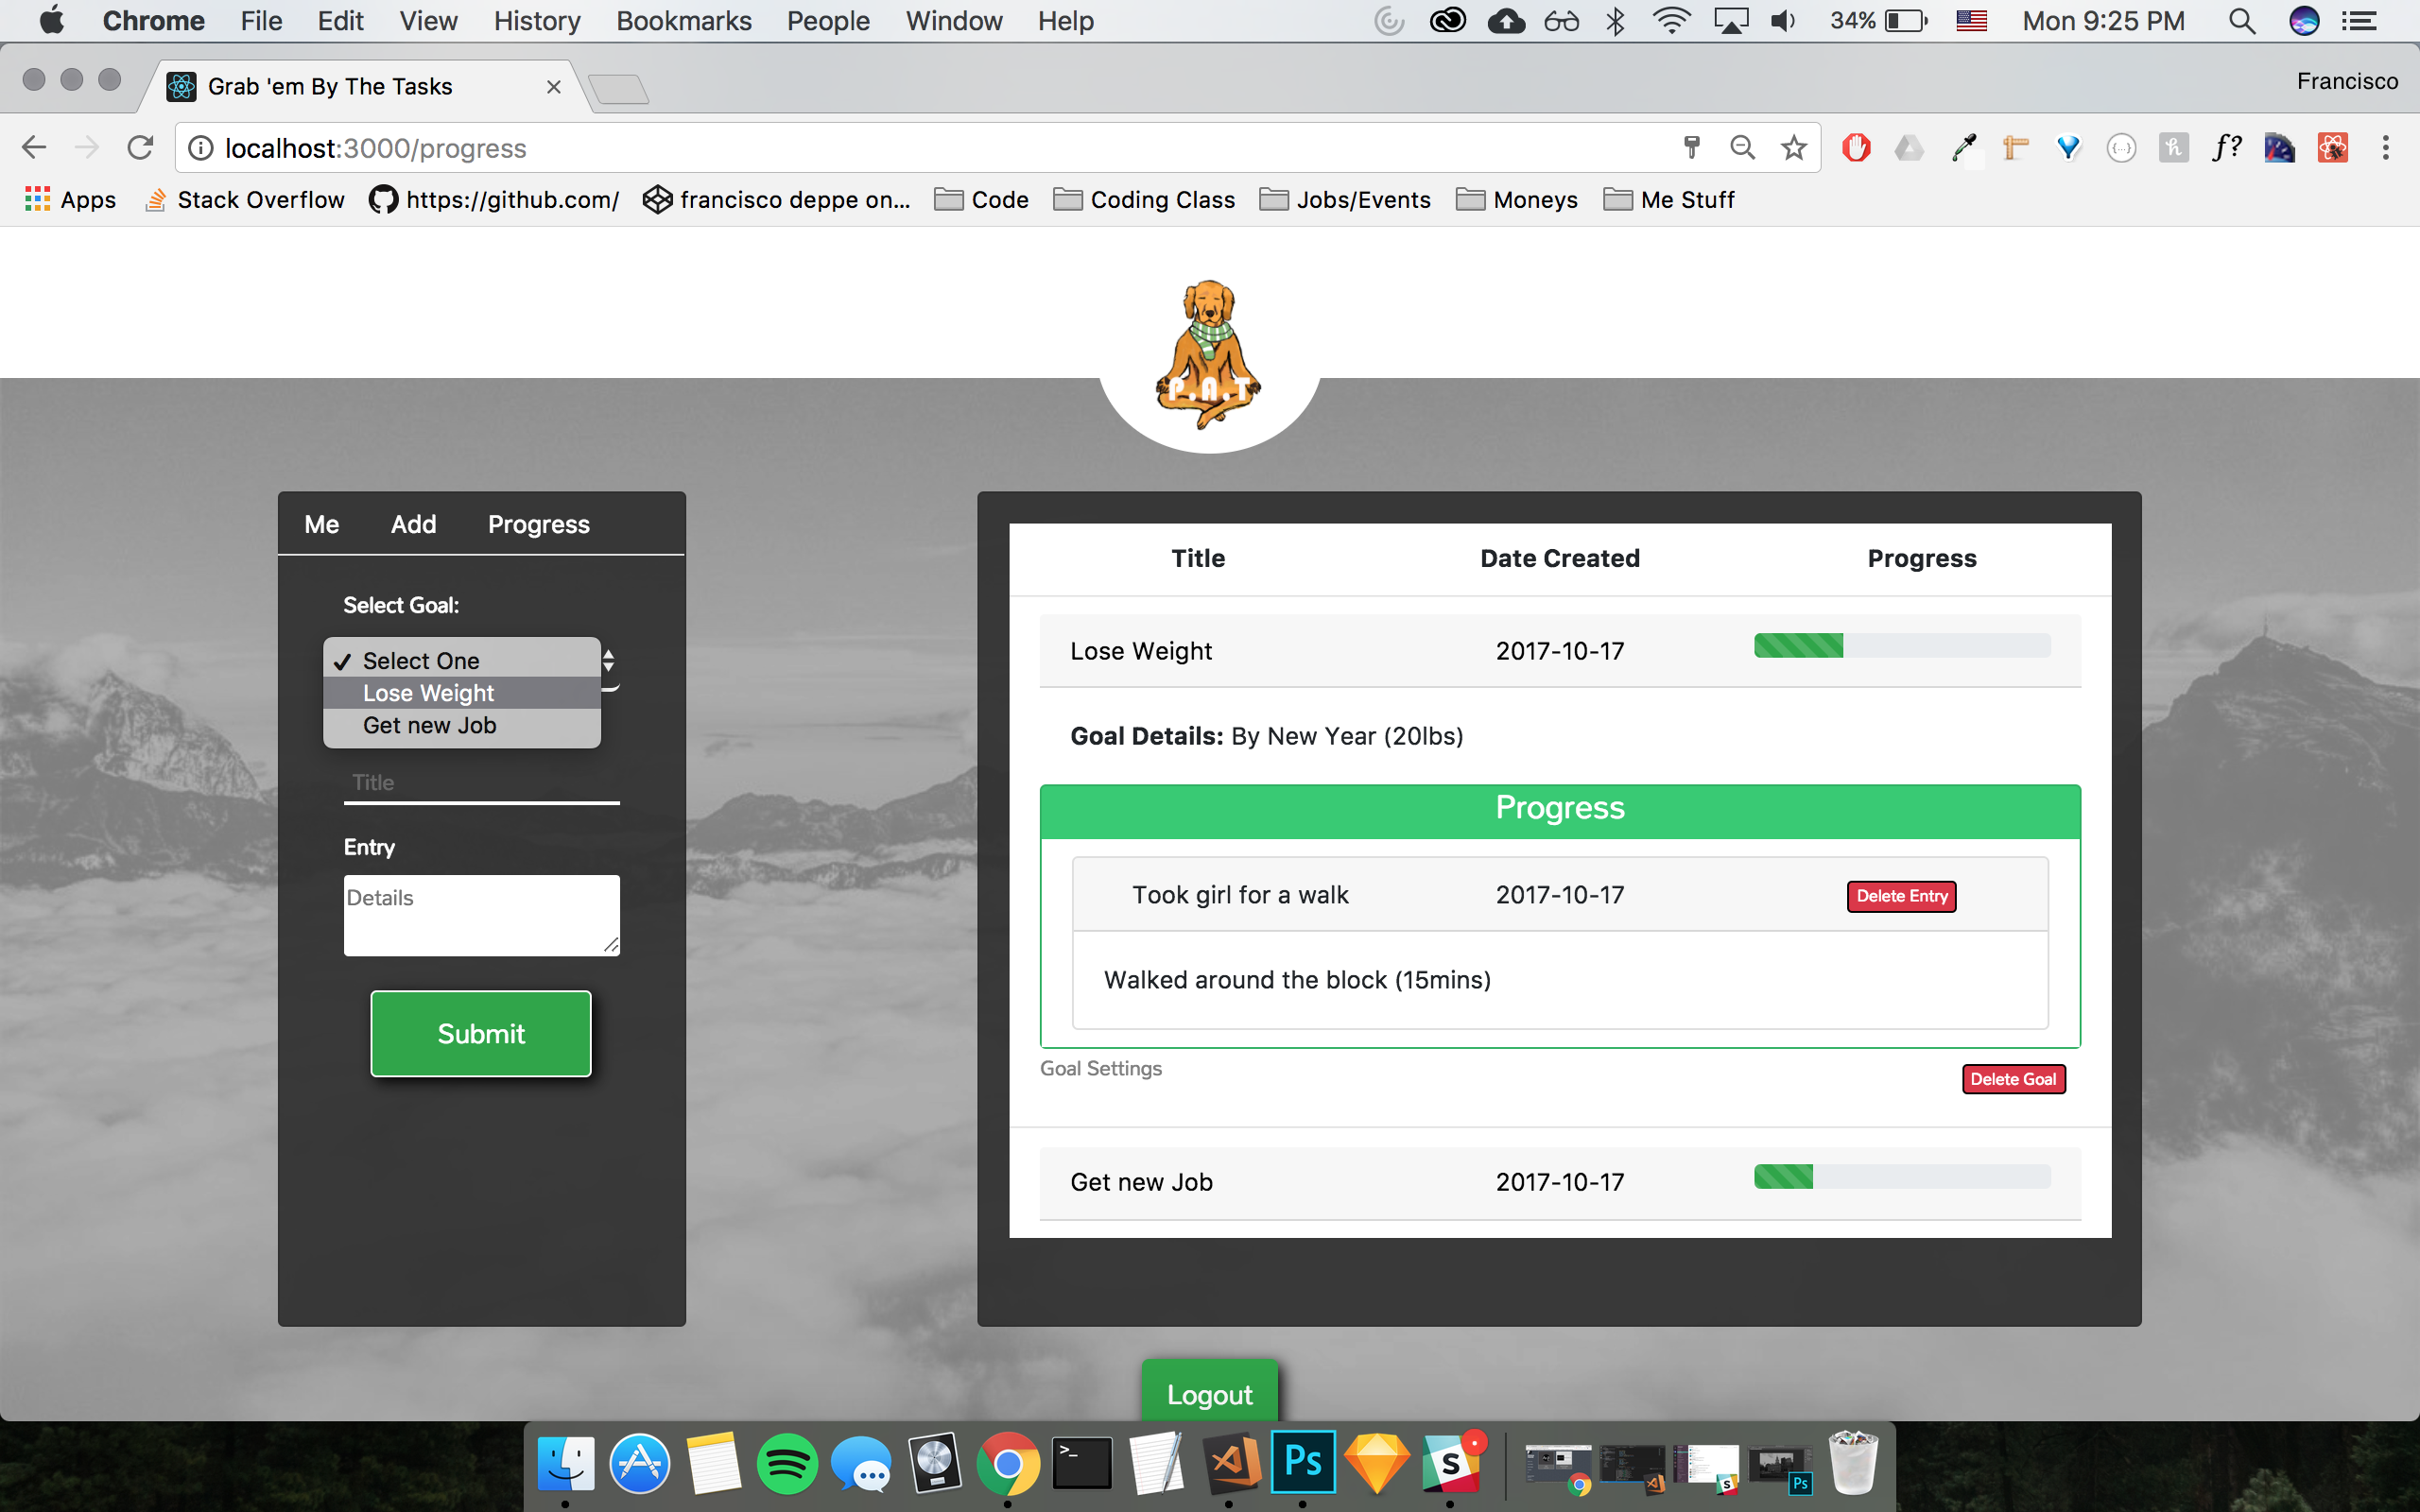 Chrome File Edit View History Bookmarks People Window Help 34% Mon 9:25 PM
Grab 'em By The Tasks Francisco
localhost:3000/progress
Apps Stack Overflow https://github.com/ francisco deppe on... Code Coding Class Jobs/Events Moneys Me Stuff
P.A.T
Me Add Progress
Select Goal:
Select One
Lose Weight
Get new Job
Title
Entry
Details
Submit
Title Date Created Progress
Lose Weight 2017-10-17
Goal Details: By New Year (20lbs)
Progress
Took girl for a walk 2017-10-17 Delete Entry
Walked around the block (15mins)
Goal Settings Delete Goal
Get new Job 2017-10-17
Logout
Ps
S